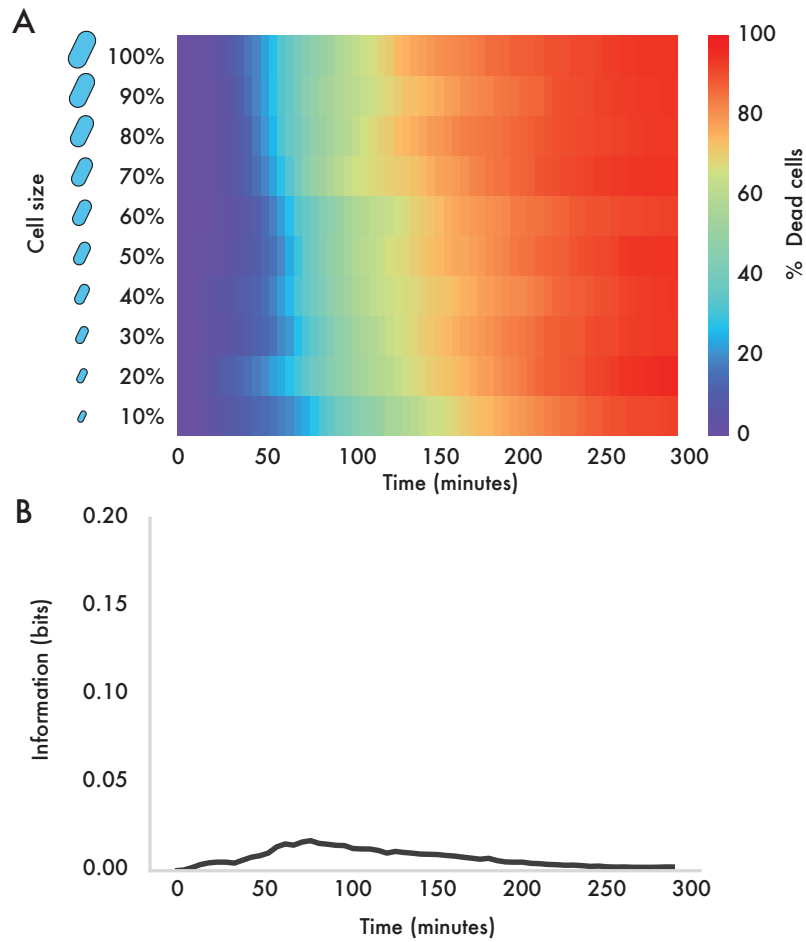 A
Cell size
100%
90%
80%
70%
60%
50%
40%
30%
20%
10%
0 50 100 150 200 250 300
Time (minutes)
100
80
60
40
20
0
% Dead cells
B
Information (bits)
0.20
0.15
0.10
0.05
0.00
0 50 100 150 200 250 300
Time (minutes)